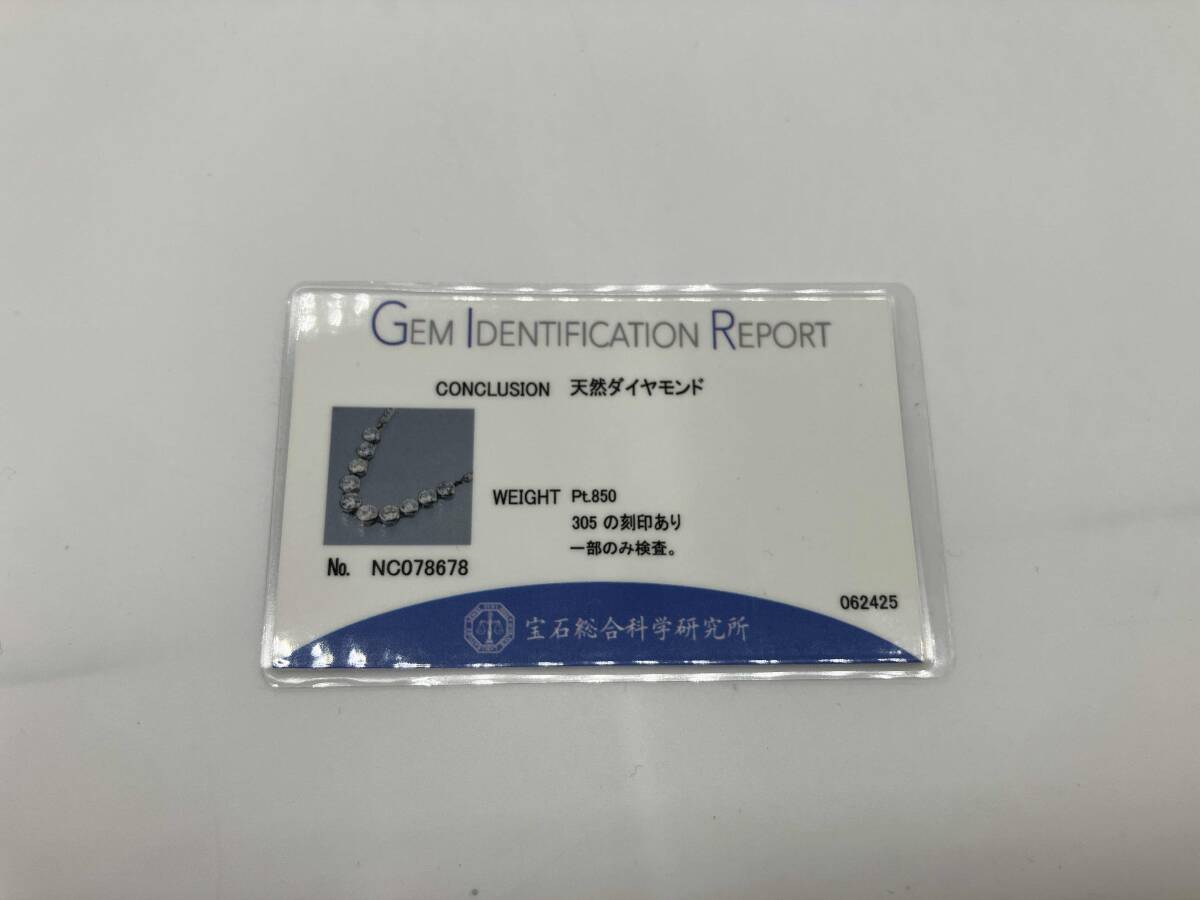 GEM IDENTIFICATION REPORT
CONCLUSION 天然ダイヤモンド
WEIGHT Pt.850
305 の刻印あり
一部のみ検査。
No. NC078678
062425
宝石総合科学研究所